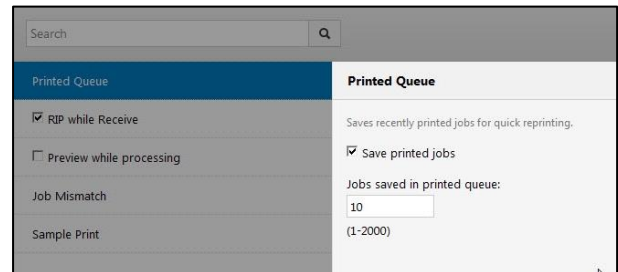 Search
Printed Queue
RIP while Receive
Preview while processing
Job Mismatch
Sample Print
Printed Queue
Saves recently printed jobs for quick reprinting.
Save printed jobs
Jobs saved in printed queue:
10
(1-2000)